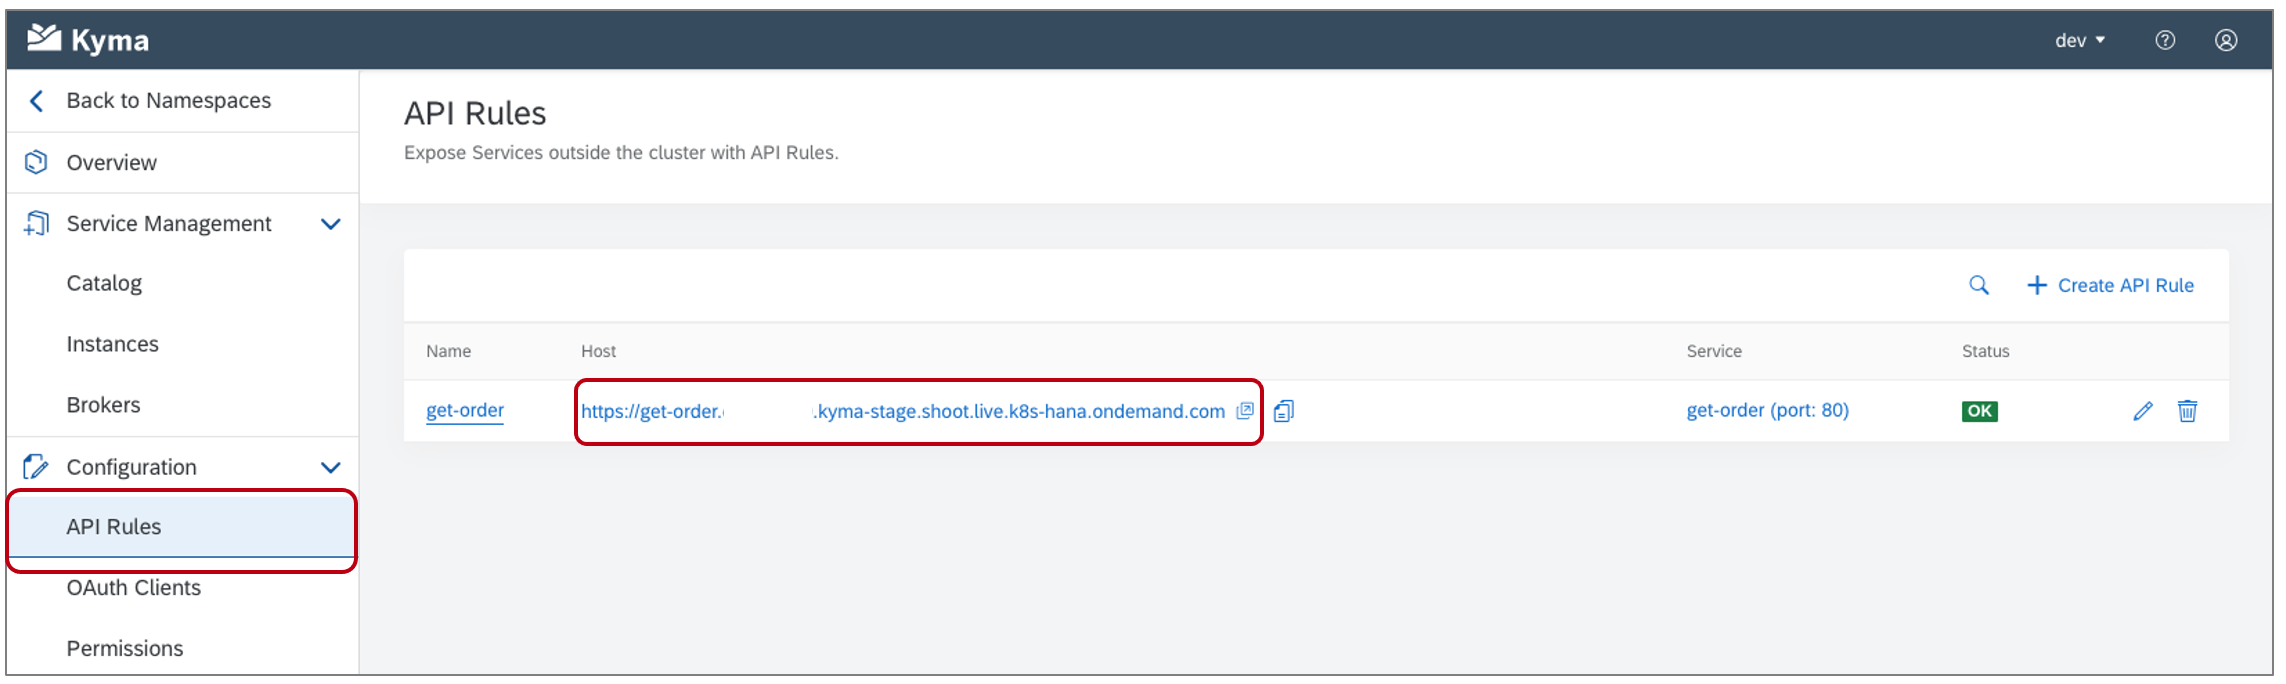 Kyma
dev
Back to Namespaces
Overview
Service Management
Catalog
Instances
Brokers
Configuration
API Rules
OAuth Clients
Permissions
API Rules
Expose Services outside the cluster with API Rules.
Create API Rule
Name Host Service Status
get-order https://get-order. .kyma-stage.shoot.live.k8s-hana.ondemand.com get-order (port: 80) OK